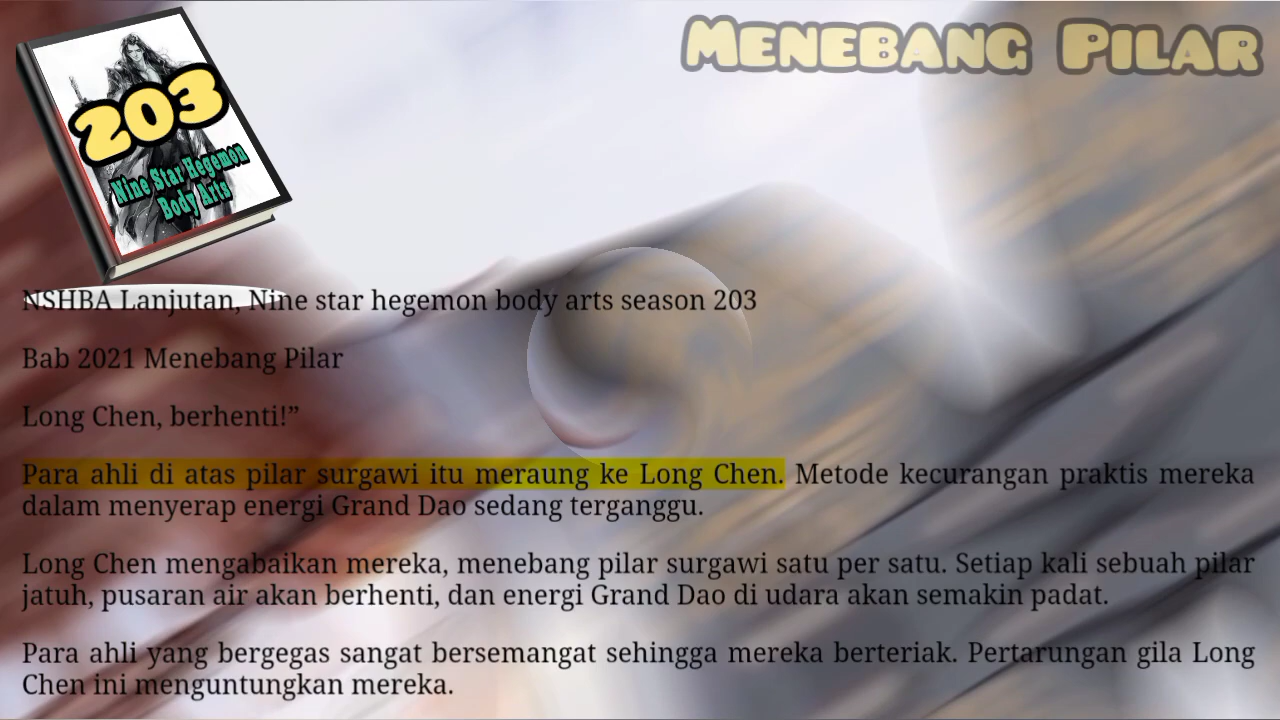 MENEBANG PILAR
203
Nine Star Hegemon
Body Arts
NSHBA Lanjutan, Nine star hegemon body arts season 203
Bab 2021 Menebang Pilar
Long Chen, berhenti!”
Para ahli di atas pilar surgawi itu meraung ke Long Chen. Metode kecurangan praktis mereka
dalam menyerap energi Grand Dao sedang terganggu.
Long Chen mengabaikan mereka, menebang pilar surgawi satu per satu. Setiap kali sebuah pilar
jatuh, pusaran air akan berhenti, dan energi Grand Dao di udara akan semakin padat.
Para ahli yang bergegas sangat bersemangat sehingga mereka berteriak. Pertarungan gila Long
Chen ini menguntungkan mereka.